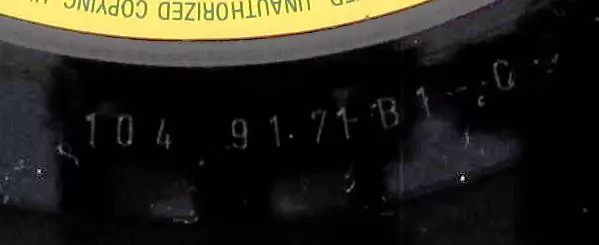 UNAUTHORIZED COPYING
104 91.71 B1 - G